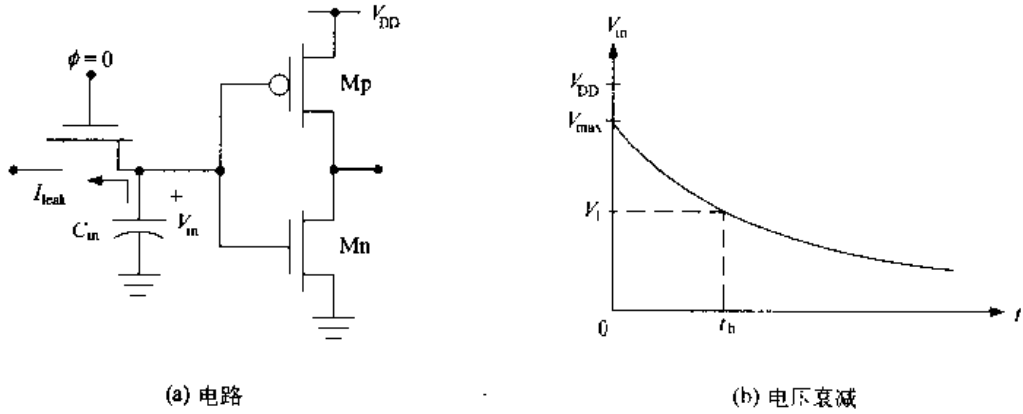 V_DD
ϕ = 0
Mp
I_leak
+
C_in
V_in
Mn
(a) 电路
V_in
V_DD
V_max
V_1
0
t_h
t
(b) 电压衰减